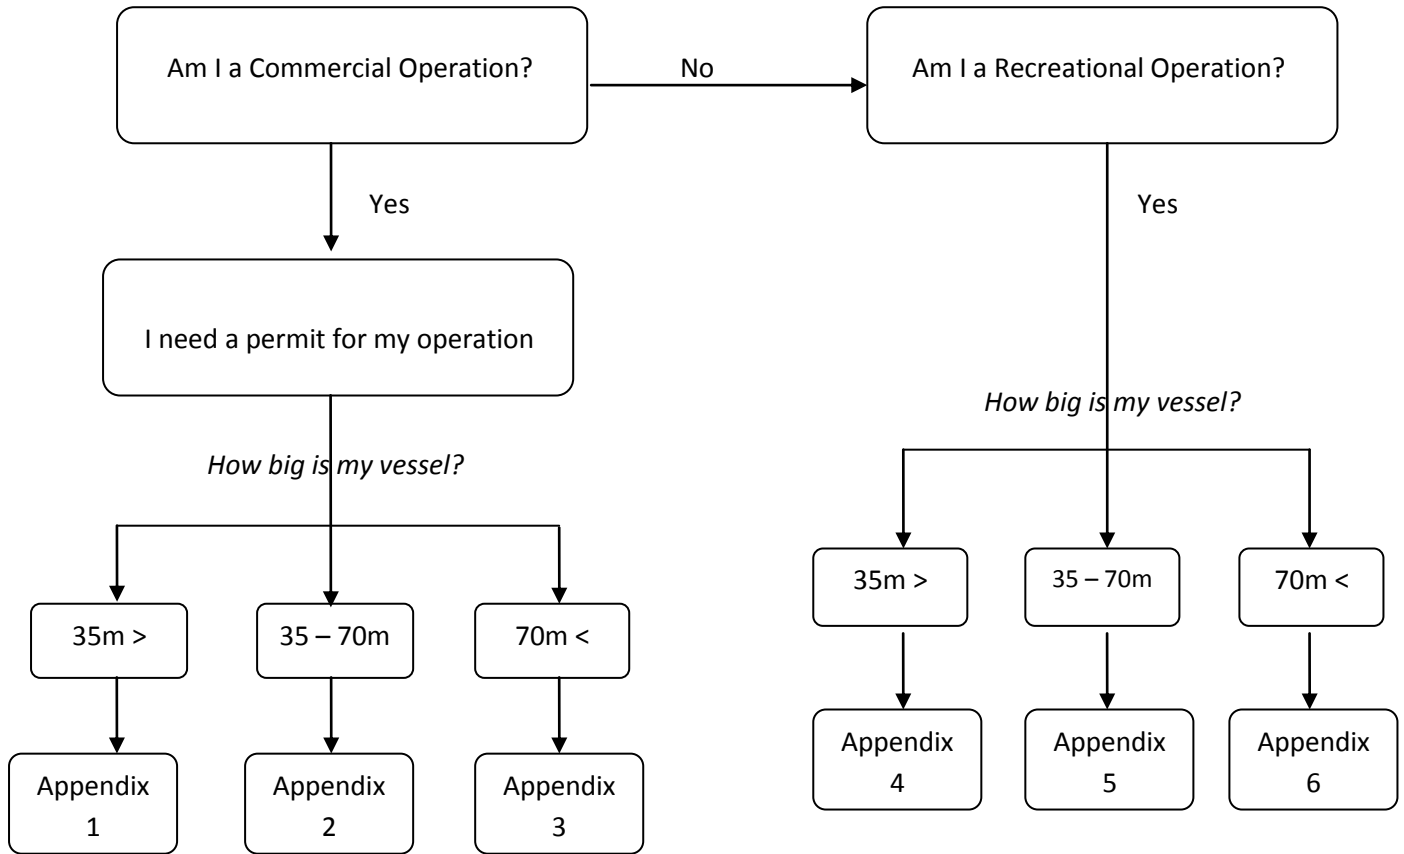 Am I a Commercial Operation?
No
Am I a Recreational Operation?
Yes
Yes
I need a permit for my operation
How big is my vessel?
How big is my vessel?
35m >
35 – 70m
70m <
35m >
35 – 70m
70m <
Appendix
4
Appendix
5
Appendix
6
Appendix
1
Appendix
2
Appendix
3